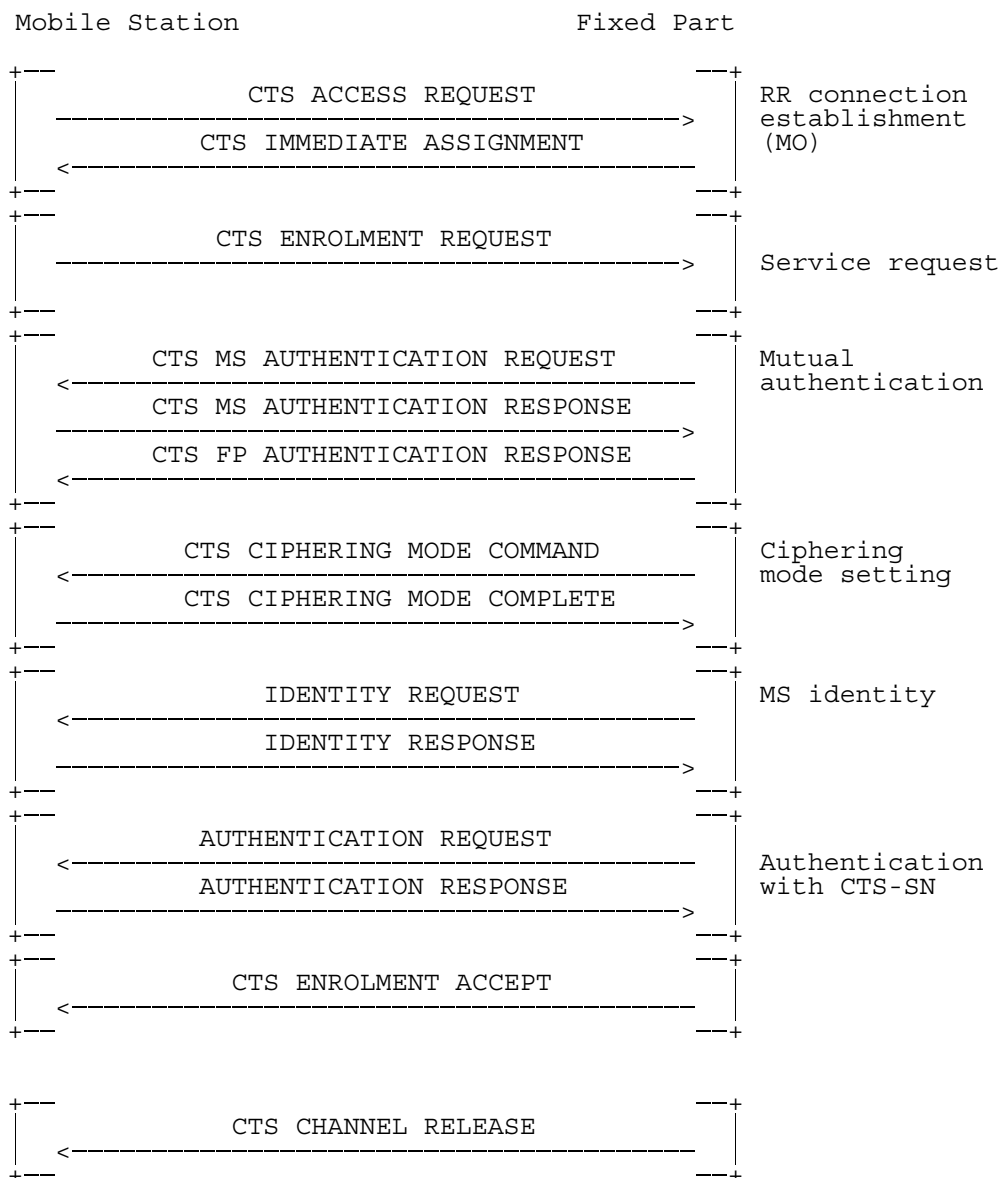 Mobile Station Fixed Part
CTS ACCESS REQUEST
RR connection
establishment
(MO)
CTS IMMEDIATE ASSIGNMENT
CTS ENROLMENT REQUEST
Service request
CTS MS AUTHENTICATION REQUEST
Mutual
authentication
CTS MS AUTHENTICATION RESPONSE
CTS FP AUTHENTICATION RESPONSE
CTS CIPHERING MODE COMMAND
Ciphering
mode setting
CTS CIPHERING MODE COMPLETE
IDENTITY REQUEST
MS identity
IDENTITY RESPONSE
AUTHENTICATION REQUEST
Authentication
with CTS-SN
AUTHENTICATION RESPONSE
CTS ENROLMENT ACCEPT
CTS CHANNEL RELEASE